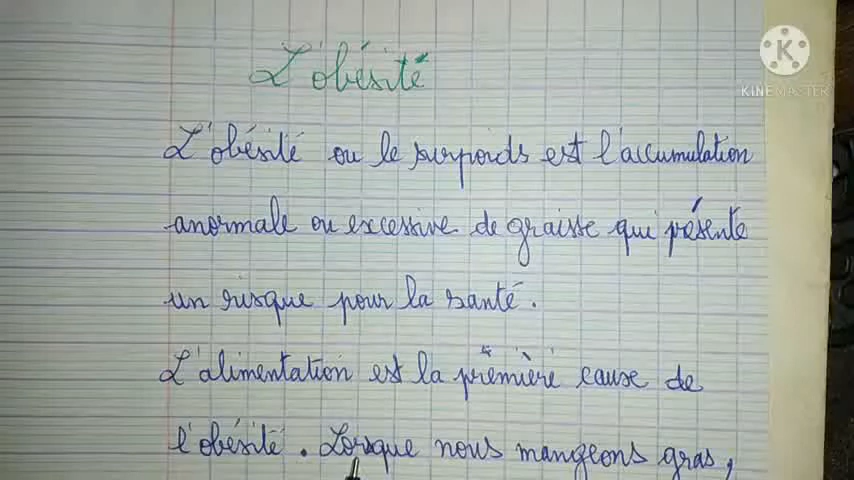 L'obésité
K
KINEMASTER
L'obésité ou le surpoids est l'accumulation
anormale ou excessive de graisse qui présente
un risque pour la santé.
L'alimentation est la première cause de
l'obésité. Lorsque nous mangeons gras,